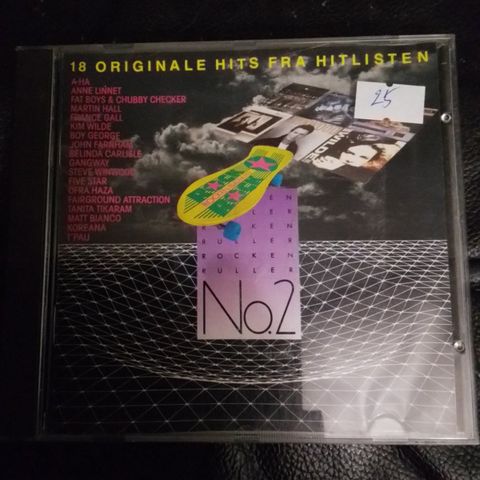 18 ORIGINALE HITS FRA HITLISTEN
A-HA
ANNE LINNET
FAT BOYS & CHUBBY CHECKER
MARTIN HALL
FRANCE GALL
KIM WILDE
BOY GEORGE
JOHN FARNHAM
BELINDA CARLISLE
GANGWAY
STEVE WINWOOD
FIVE STAR
OFRA HAZA
FAIRGROUND ATTRACTION
TANITA TIKARAM
MATT BIANCO
KOREANA
T'PAU
25
ROCKEN
RULLER
No.2